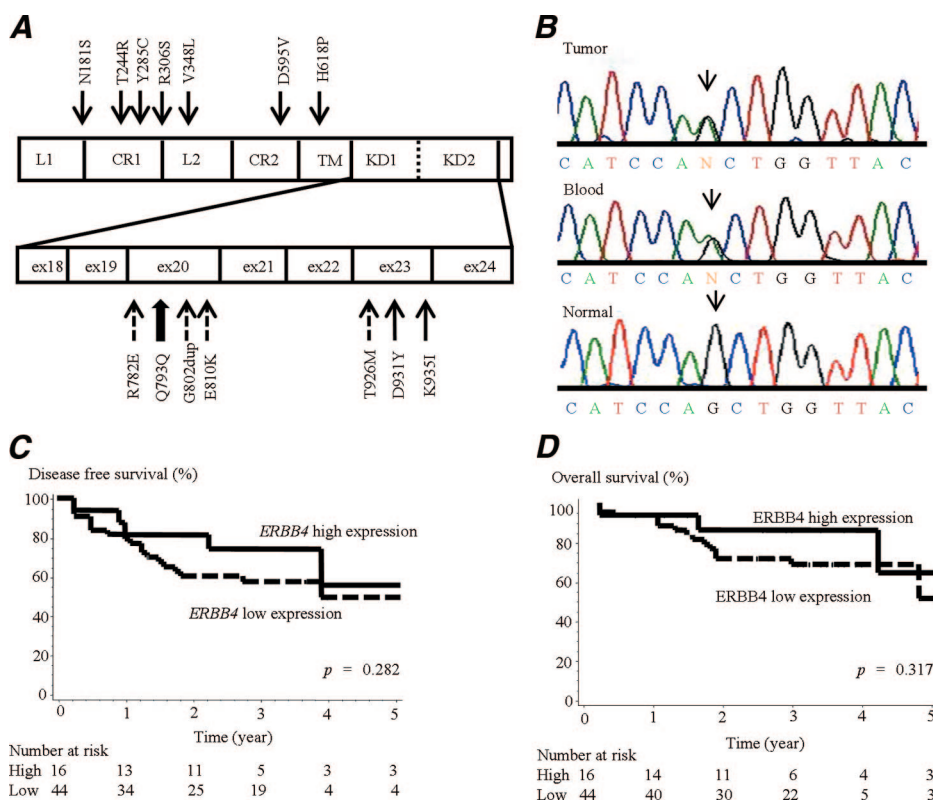 A
N181S T244R Y285C R306S V348L D595V H618P
L1 CR1 L2 CR2 TM KD1 KD2
ex18 ex19 ex20 ex21 ex22 ex23 ex24
R782E Q793Q G802dup E810K T926M D931Y K935I
B
Tumor
C A T C C A N C T G G T T A C
Blood
C A T C C A N C T G G T T A C
Normal
C A T C C A G C T G G T T A C
C
Disease free survival (%)
100
80
60
40
20
0
ERBB4 high expression
ERBB4 low expression
p = 0.282
0 1 2 3 4 5
Time (year)
Number at risk
High 16 13 11 5 3 3
Low 44 34 25 19 4 4
D
Overall survival (%)
100
80
60
40
20
0
ERBB4 high expression
ERBB4 low expression
p = 0.317
0 1 2 3 4 5
Time (year)
Number at risk
High 16 14 11 6 4 3
Low 44 40 30 22 5 3